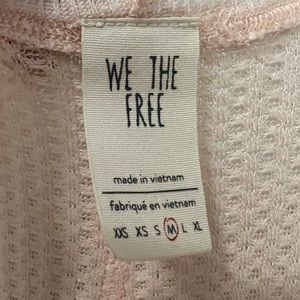 WE THE
FREE
made in vietnam
fabriqué en vietnam
XXS XS S M L XL